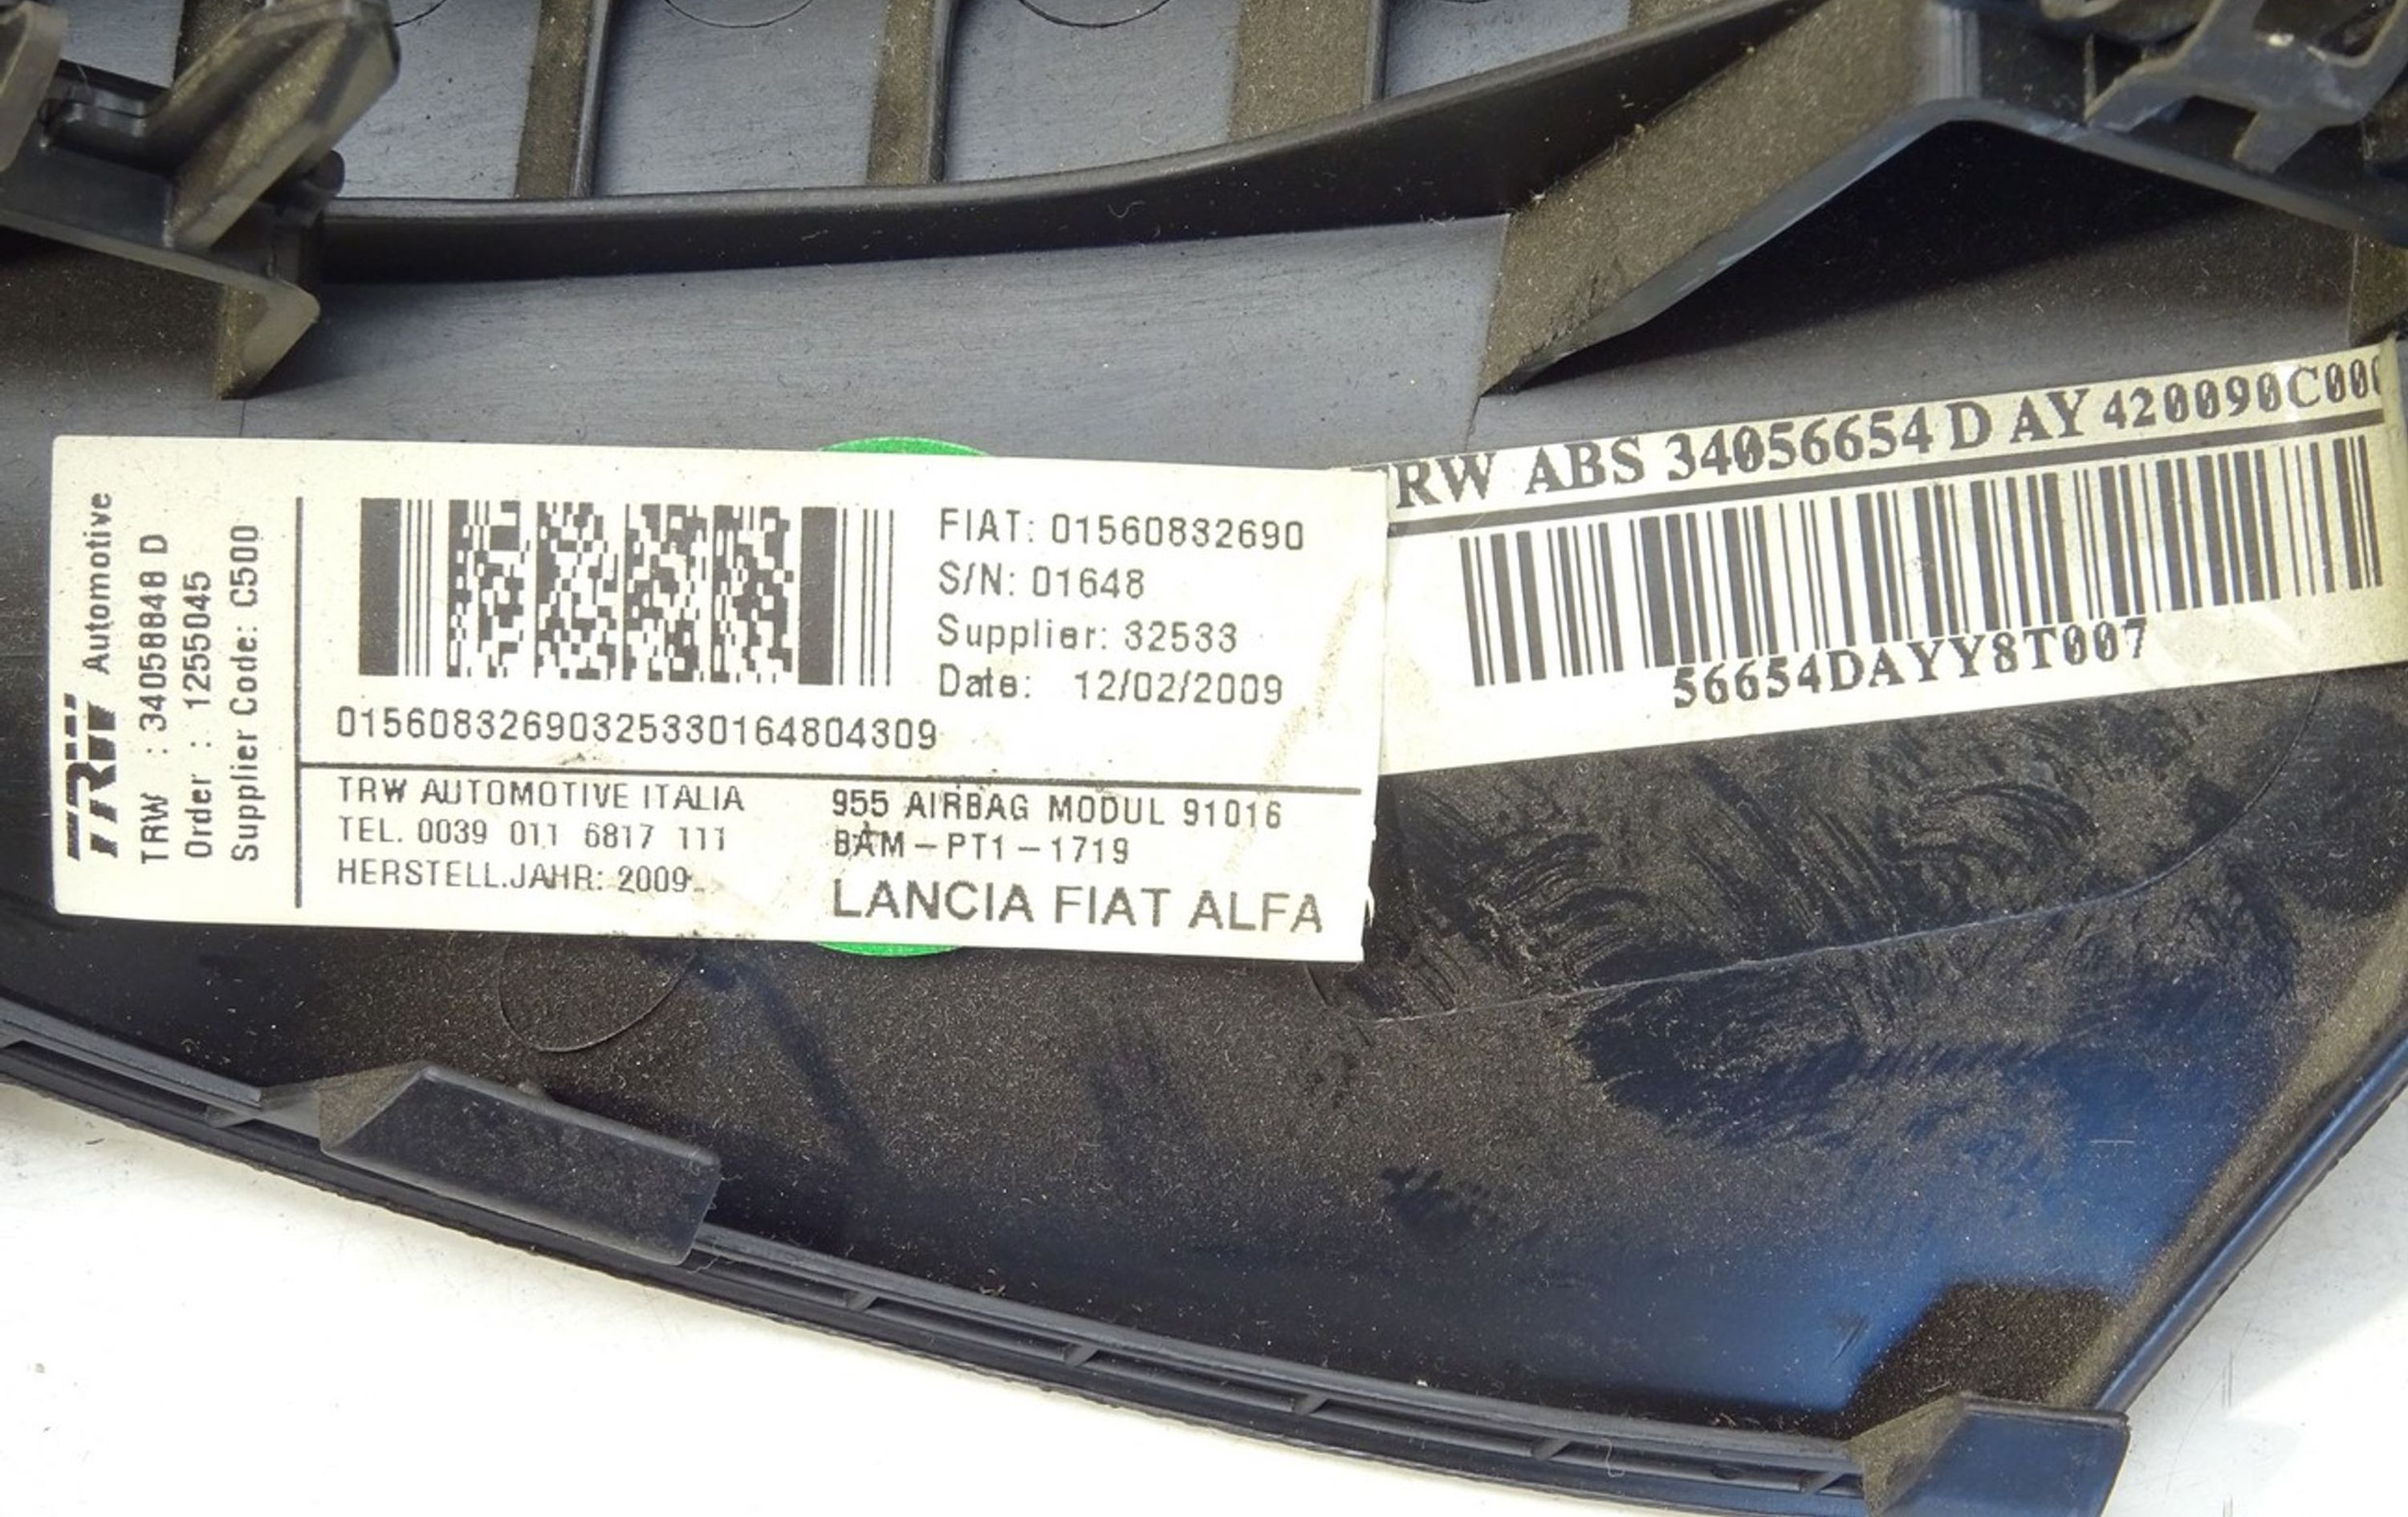 TRW Automotive
TRW : 34058848 D
Order : 1255045
Supplier Code: C500
FIAT: 01560832690
S/N: 01648
Supplier: 32533
Date: 12/02/2009
01560832690325330164804309
TRW AUTOMOTIVE ITALIA
TEL. 0039 011 6817 111
HERSTELL.JAHR: 2009
955 AIRBAG MODUL 91016
BAM-PT1-1719
LANCIA FIAT ALFA
TRW ABS 34056654 D AY 420090C00
56654DAYY8T007